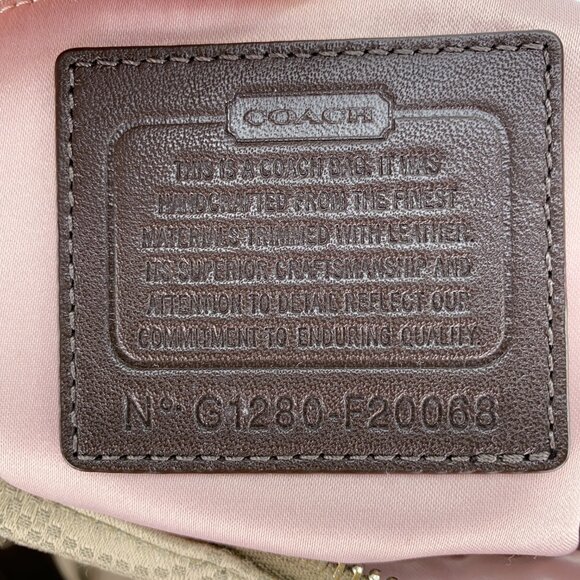 COACH
THIS IS A COACH BAG. IT WAS
HANDCRAFTED FROM THE FINEST
MATERIALS TRIMMED WITH LEATHER.
ITS SUPERIOR CRAFTSMANSHIP AND
ATTENTION TO DETAIL REFLECT OUR
COMMITMENT TO ENDURING QUALITY.
Nº· G1280-F20068